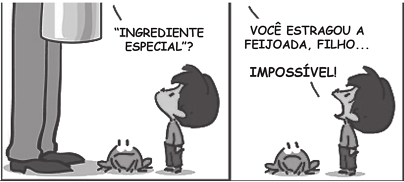 “INGREDIENTE
ESPECIAL”?
VOCÊ ESTRAGOU A
FEIJOADA, FILHO...
IMPOSSÍVEL!